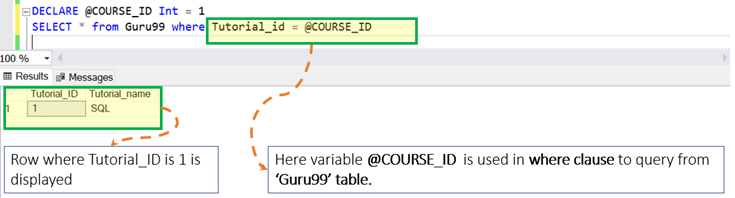 DECLARE @COURSE_ID Int = 1
SELECT * from Guru99 where Tutorial_id = @COURSE_ID
100 %
Results Messages
Tutorial_ID Tutorial_name
1 1 SQL
Row where Tutorial_ID is 1 is
displayed
Here variable @COURSE_ID is used in where clause to query from
‘Guru99’ table.